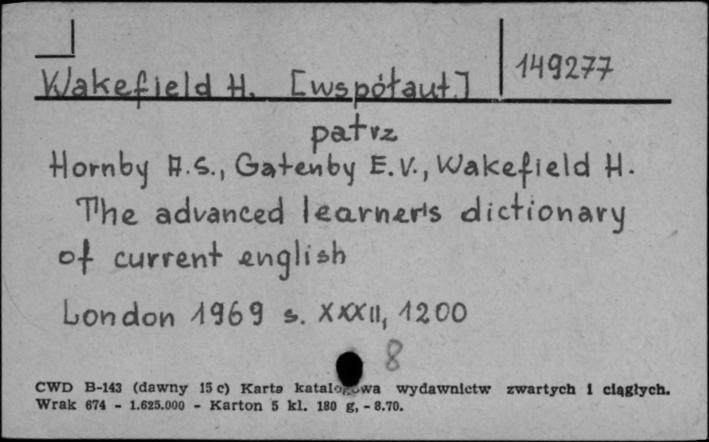 149277
Wakefield H. [współaut.]
patrz
Hornby A.S., Gatenby E.V., Wakefield H.
The advanced learner's dictionary
of current english
London 1969 s. XXXII, 1200
8
CWD B-143 (dawny 15 c) Karta katalogowa wydawnictw zwartych i ciągłych.
Wrak 674 - 1.625.000 - Karton 5 kl. 180 g, - 8.70.